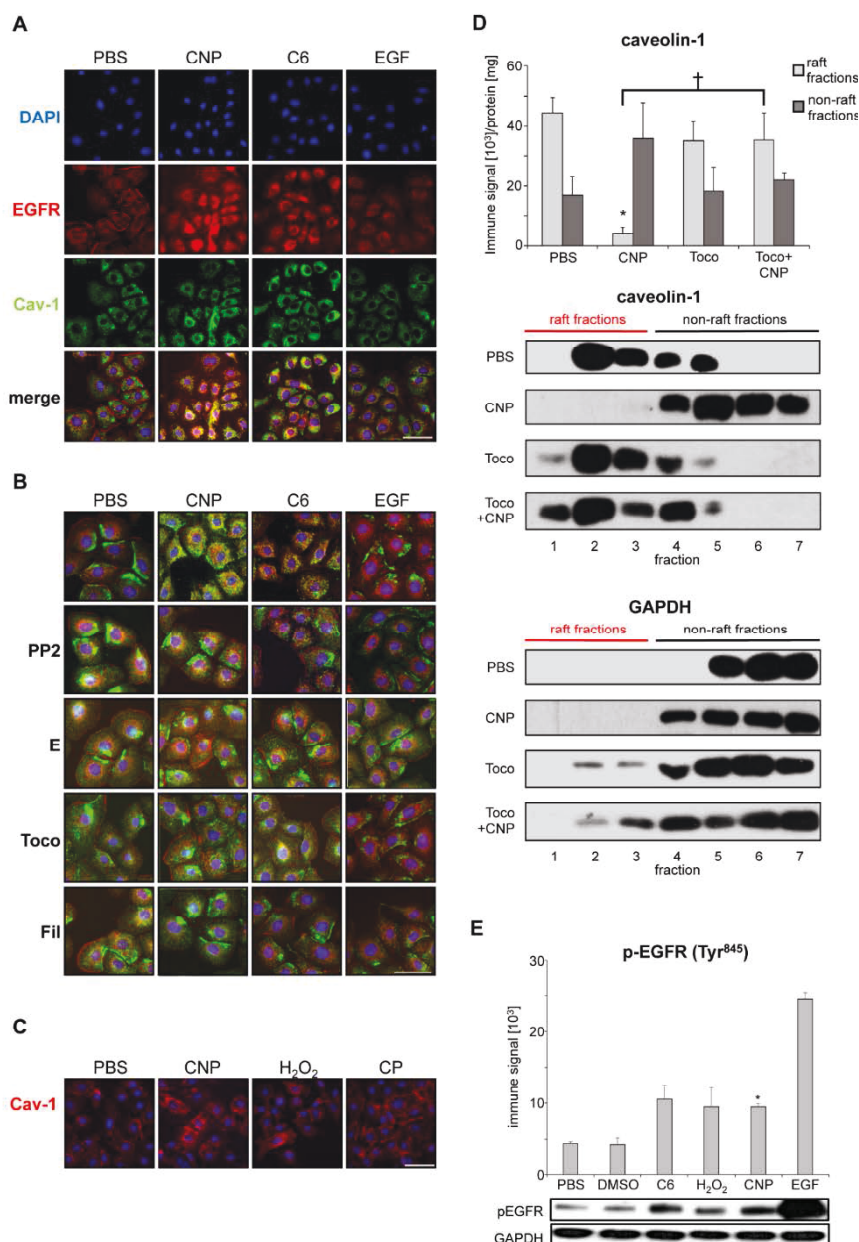 A
PBS CNP C6 EGF
DAPI
EGFR
Cav-1
merge
B
PBS CNP C6 EGF
PP2
E
Toco
Fil
C
PBS CNP H₂O₂ CP
Cav-1
D
caveolin-1
raft fractions
non-raft fractions
Immune signal [10³]/protein [mg]
60
40
20
0
†
*
PBS CNP Toco Toco+ CNP
caveolin-1
raft fractions non-raft fractions
PBS
CNP
Toco
Toco +CNP
1 2 3 4 5 6 7
fraction
GAPDH
raft fractions non-raft fractions
PBS
CNP
Toco
Toco +CNP
1 2 3 4 5 6 7
fraction
E
p-EGFR (Tyr⁸⁴⁵)
immune signal [10³]
30
20
10
0
*
PBS DMSO C6 H₂O₂ CNP EGF
pEGFR
GAPDH